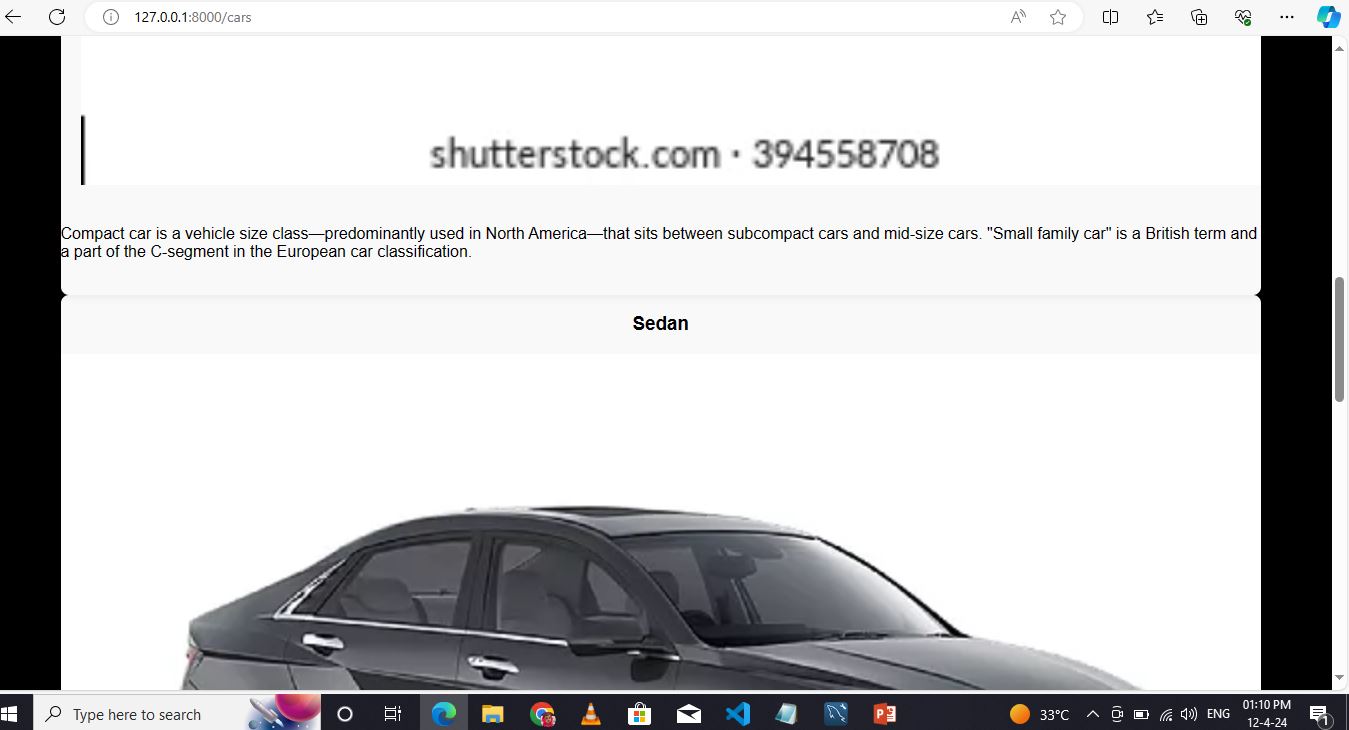 127.0.0.1:8000/cars
shutterstock.com · 394558708
Compact car is a vehicle size class—predominantly used in North America—that sits between subcompact cars and mid-size cars. "Small family car" is a British term and
a part of the C-segment in the European car classification.
Sedan
Type here to search
33°C
ENG
01:10 PM
12-4-24
1